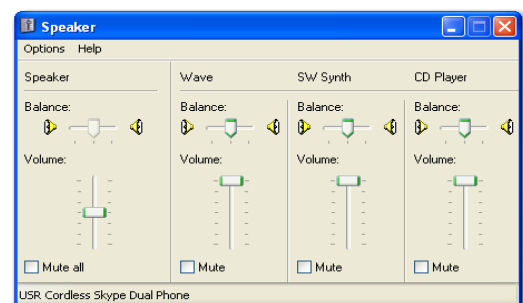 Speaker
Options Help
Speaker Wave SW Synth CD Player
Balance: Balance: Balance: Balance:
Volume: Volume: Volume: Volume:
Mute all Mute Mute Mute
USR Cordless Skype Dual Phone